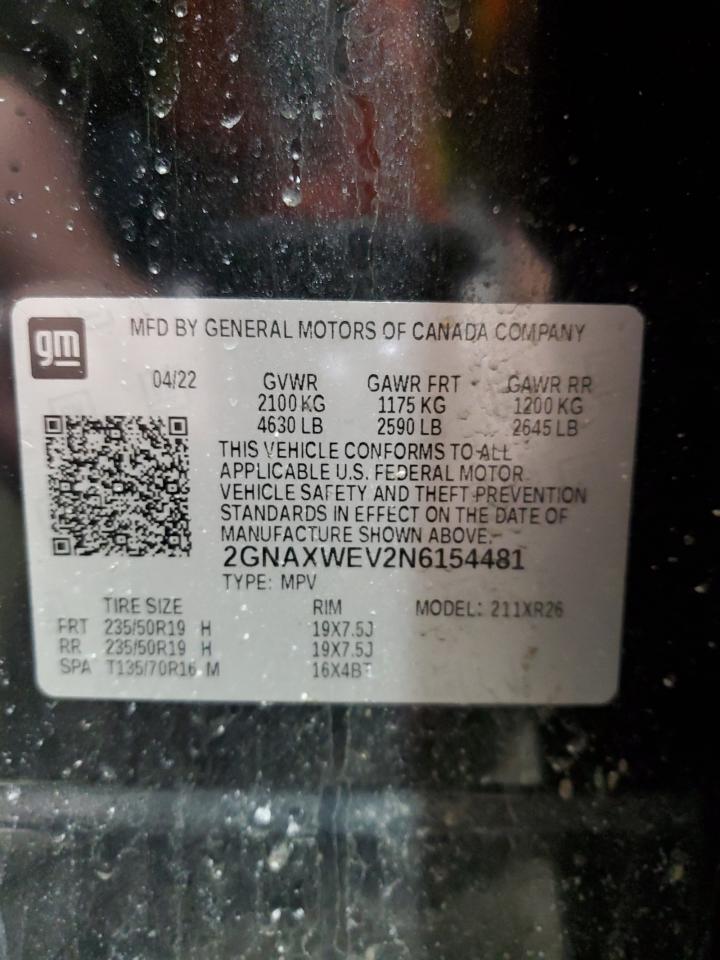 gm
MFD BY GENERAL MOTORS OF CANADA COMPANY
04/22 GVWR GAWR FRT GAWR RR
2100 KG 1175 KG 1200 KG
4630 LB 2590 LB 2645 LB
THIS VEHICLE CONFORMS TO ALL
APPLICABLE U.S. FEDERAL MOTOR
VEHICLE SAFETY AND THEFT PREVENTION
STANDARDS IN EFFECT ON THE DATE OF
MANUFACTURE SHOWN ABOVE.
2GNAXWEV2N6154481
TYPE: MPV
TIRE SIZE RIM MODEL: 211XR26
FRT 235/50R19 H 19X7.5J
RR 235/50R19 H 19X7.5J
SPA T135/70R16 M 16X4BT